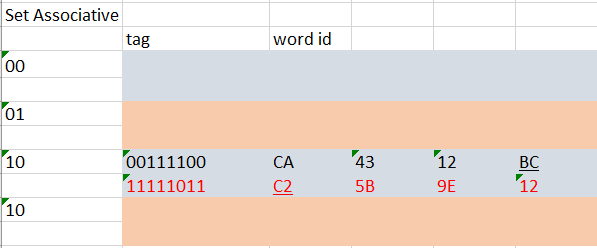 Set Associative
tag word id
00
01
10 00111100 CA 43 12 BC
11111011 C2 5B 9E 12
10